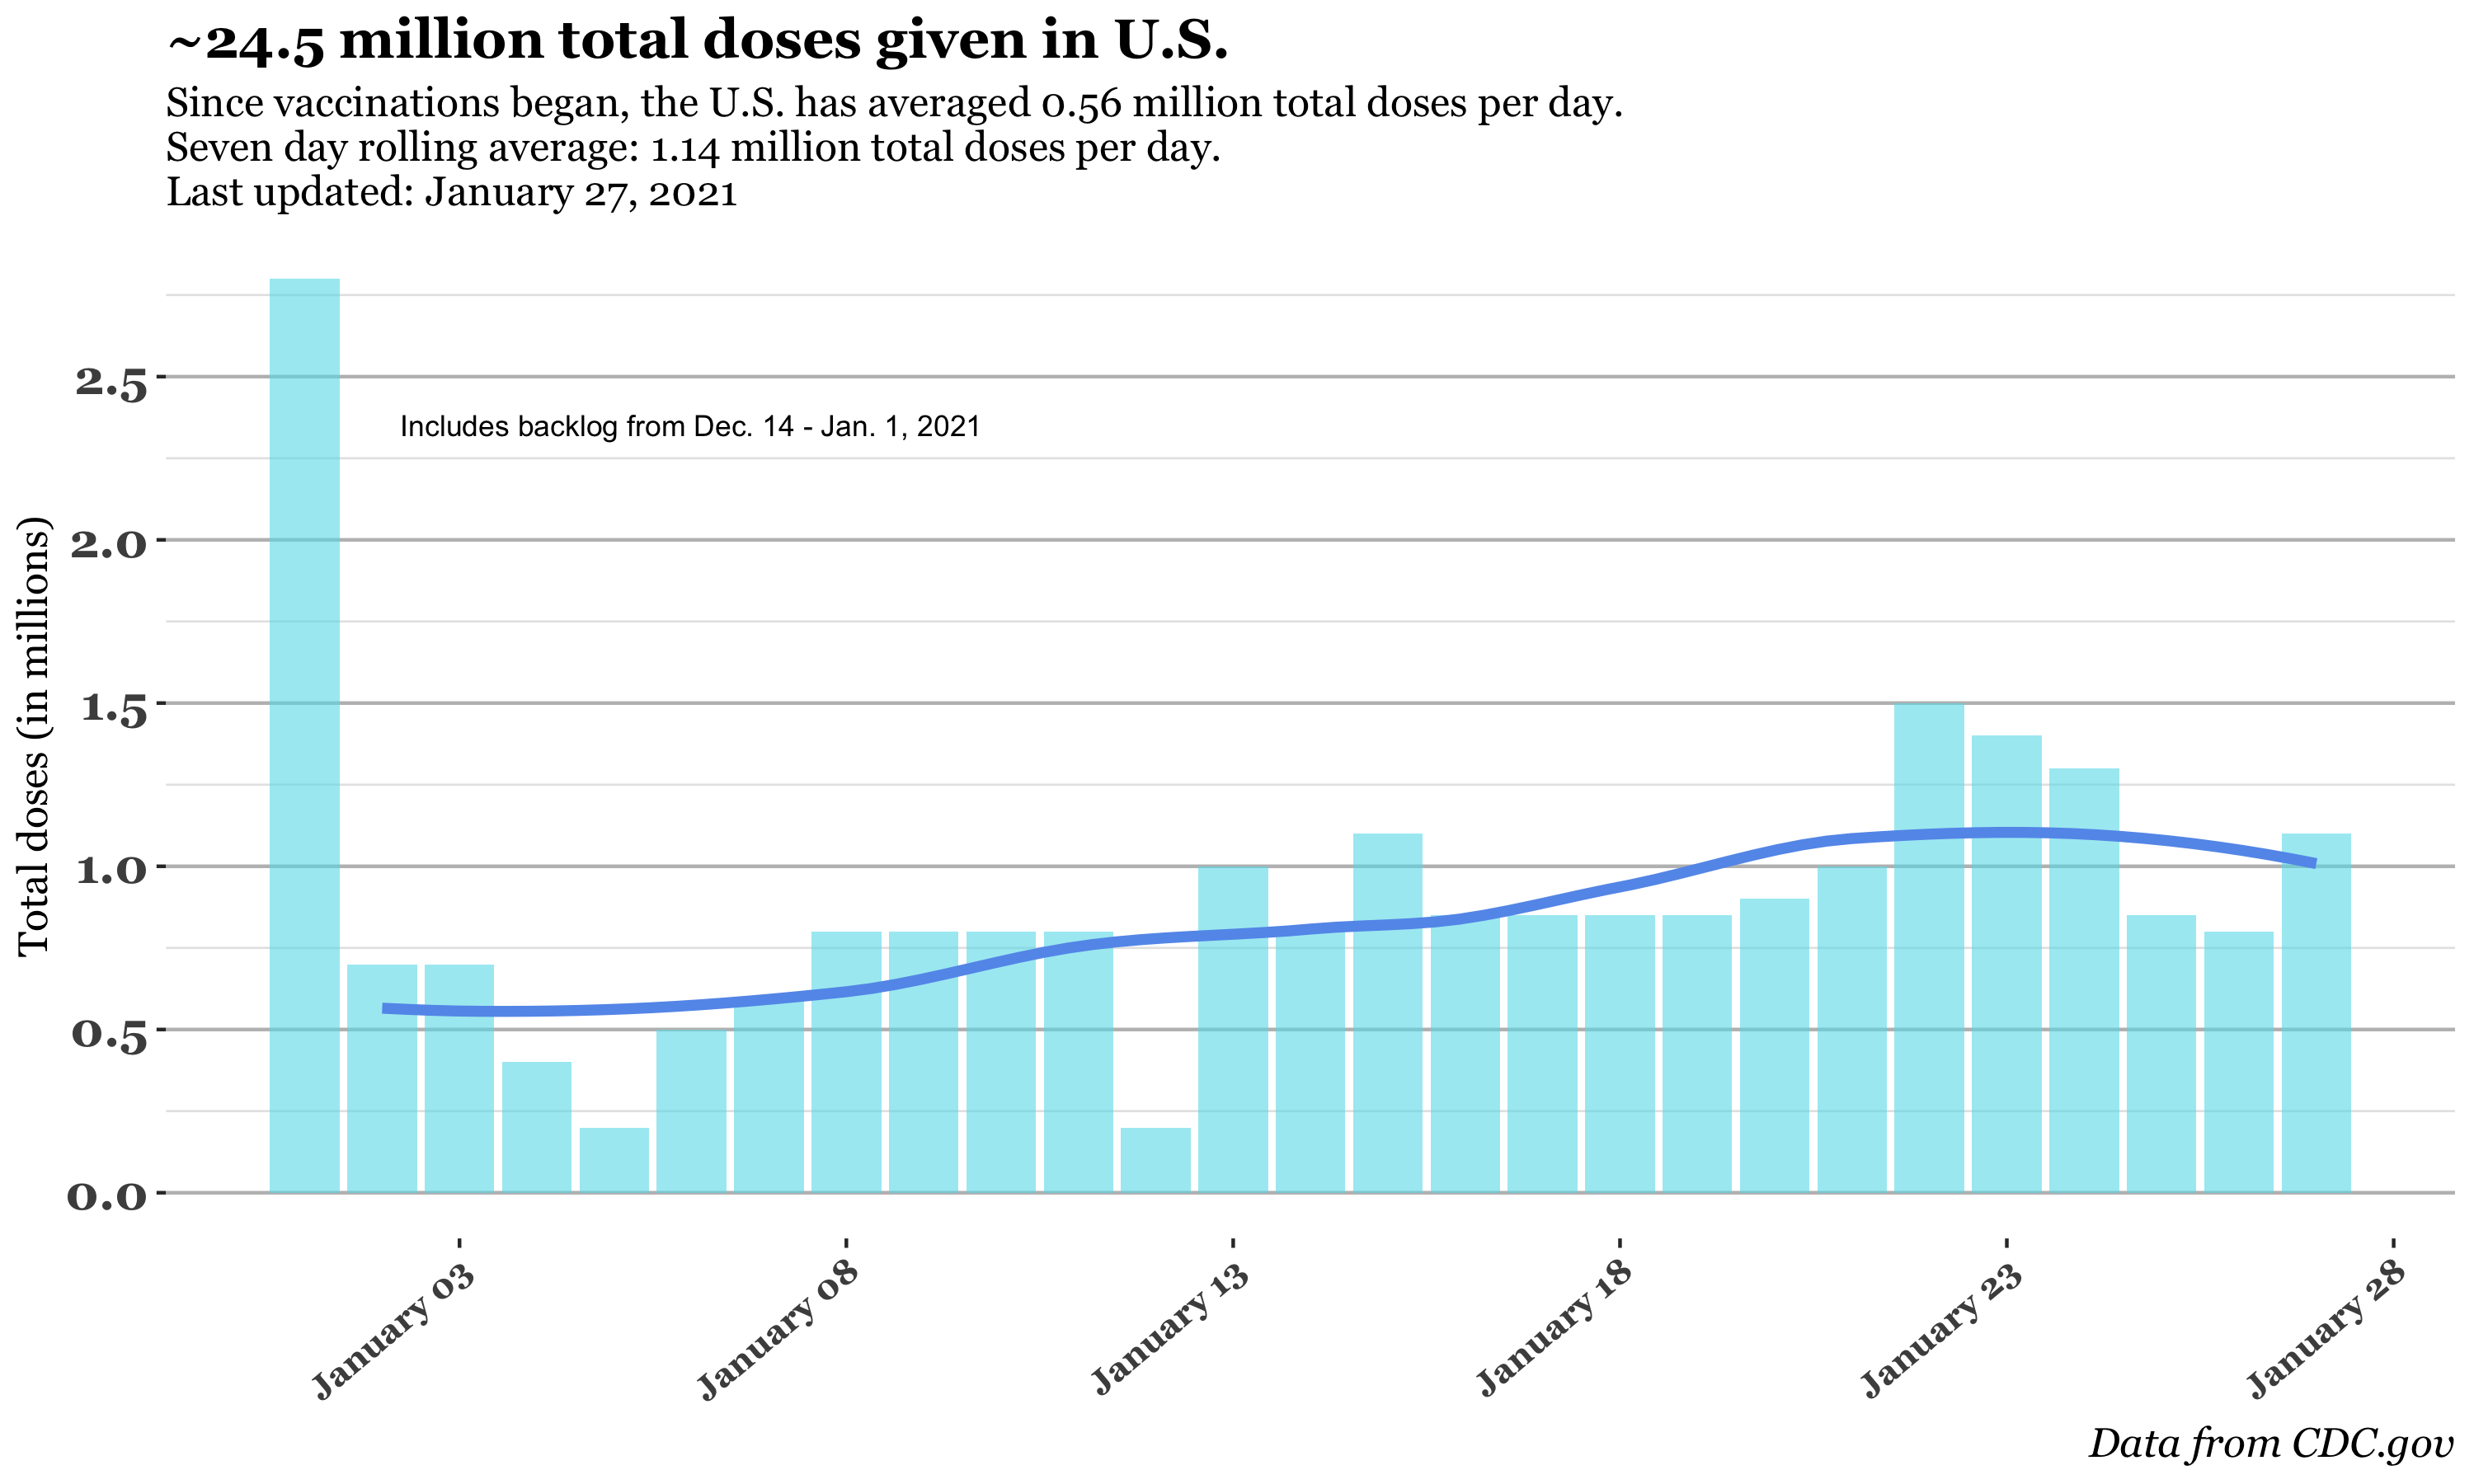 ~24.5 million total doses given in U.S.
Since vaccinations began, the U.S. has averaged 0.56 million total doses per day.
Seven day rolling average: 1.14 million total doses per day.
Last updated: January 27, 2021
Total doses (in millions)
2.5
Includes backlog from Dec. 14 - Jan. 1, 2021
2.0
1.5
1.0
0.5
0.0
January 03
January 08
January 13
January 18
January 23
January 28
Data from CDC.gov